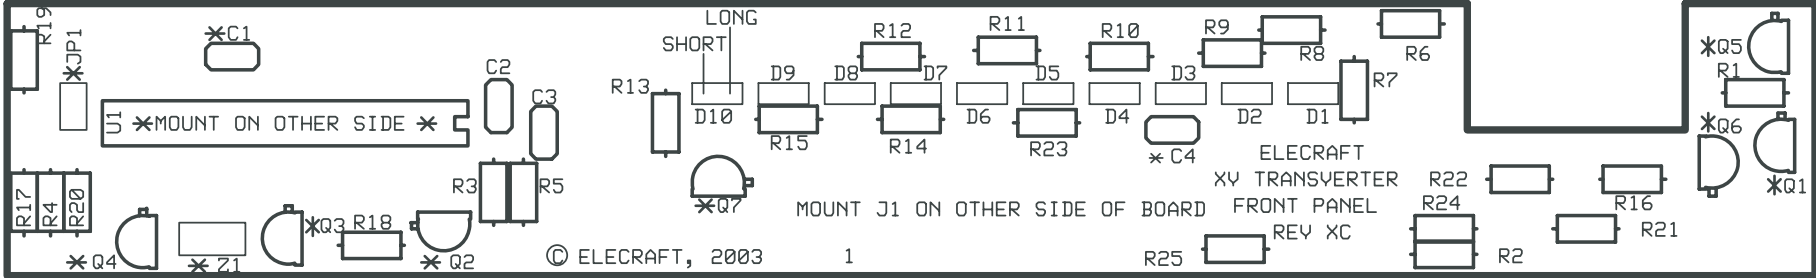 R19
JP1
C1
U1
MOUNT ON OTHER SIDE
C2
C3
R13
SHORT
LONG
D10
D9
D8
D7
D6
D5
D4
D3
D2
D1
R12
R11
R10
R9
R8
R6
R7
Q5
R1
Q6
Q1
R15
R14
R23
C4
R17
R4
R20
Q4
Z1
Q3
R18
Q2
R3
R5
Q7
MOUNT J1 ON OTHER SIDE OF BOARD
© ELECRAFT, 2003
1
ELECRAFT
XV TRANSVERTER
FRONT PANEL
REV XC
R25
R22
R24
R2
R16
R21